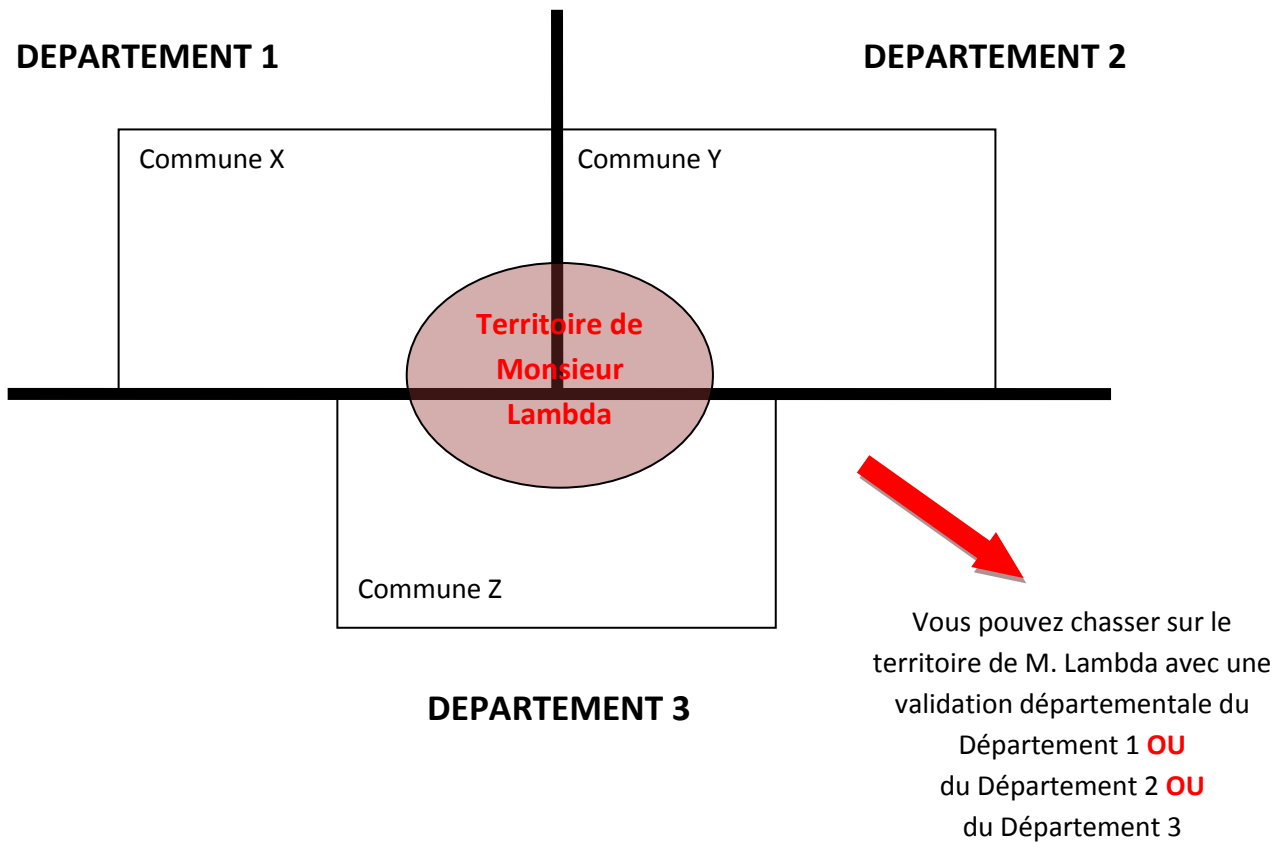 DEPARTEMENT 1
DEPARTEMENT 2
Commune X
Commune Y
Territoire de
Monsieur
Lambda
Commune Z
Vous pouvez chasser sur le
territoire de M. Lambda avec une
validation départementale du
Département 1 OU
du Département 2 OU
du Département 3
DEPARTEMENT 3